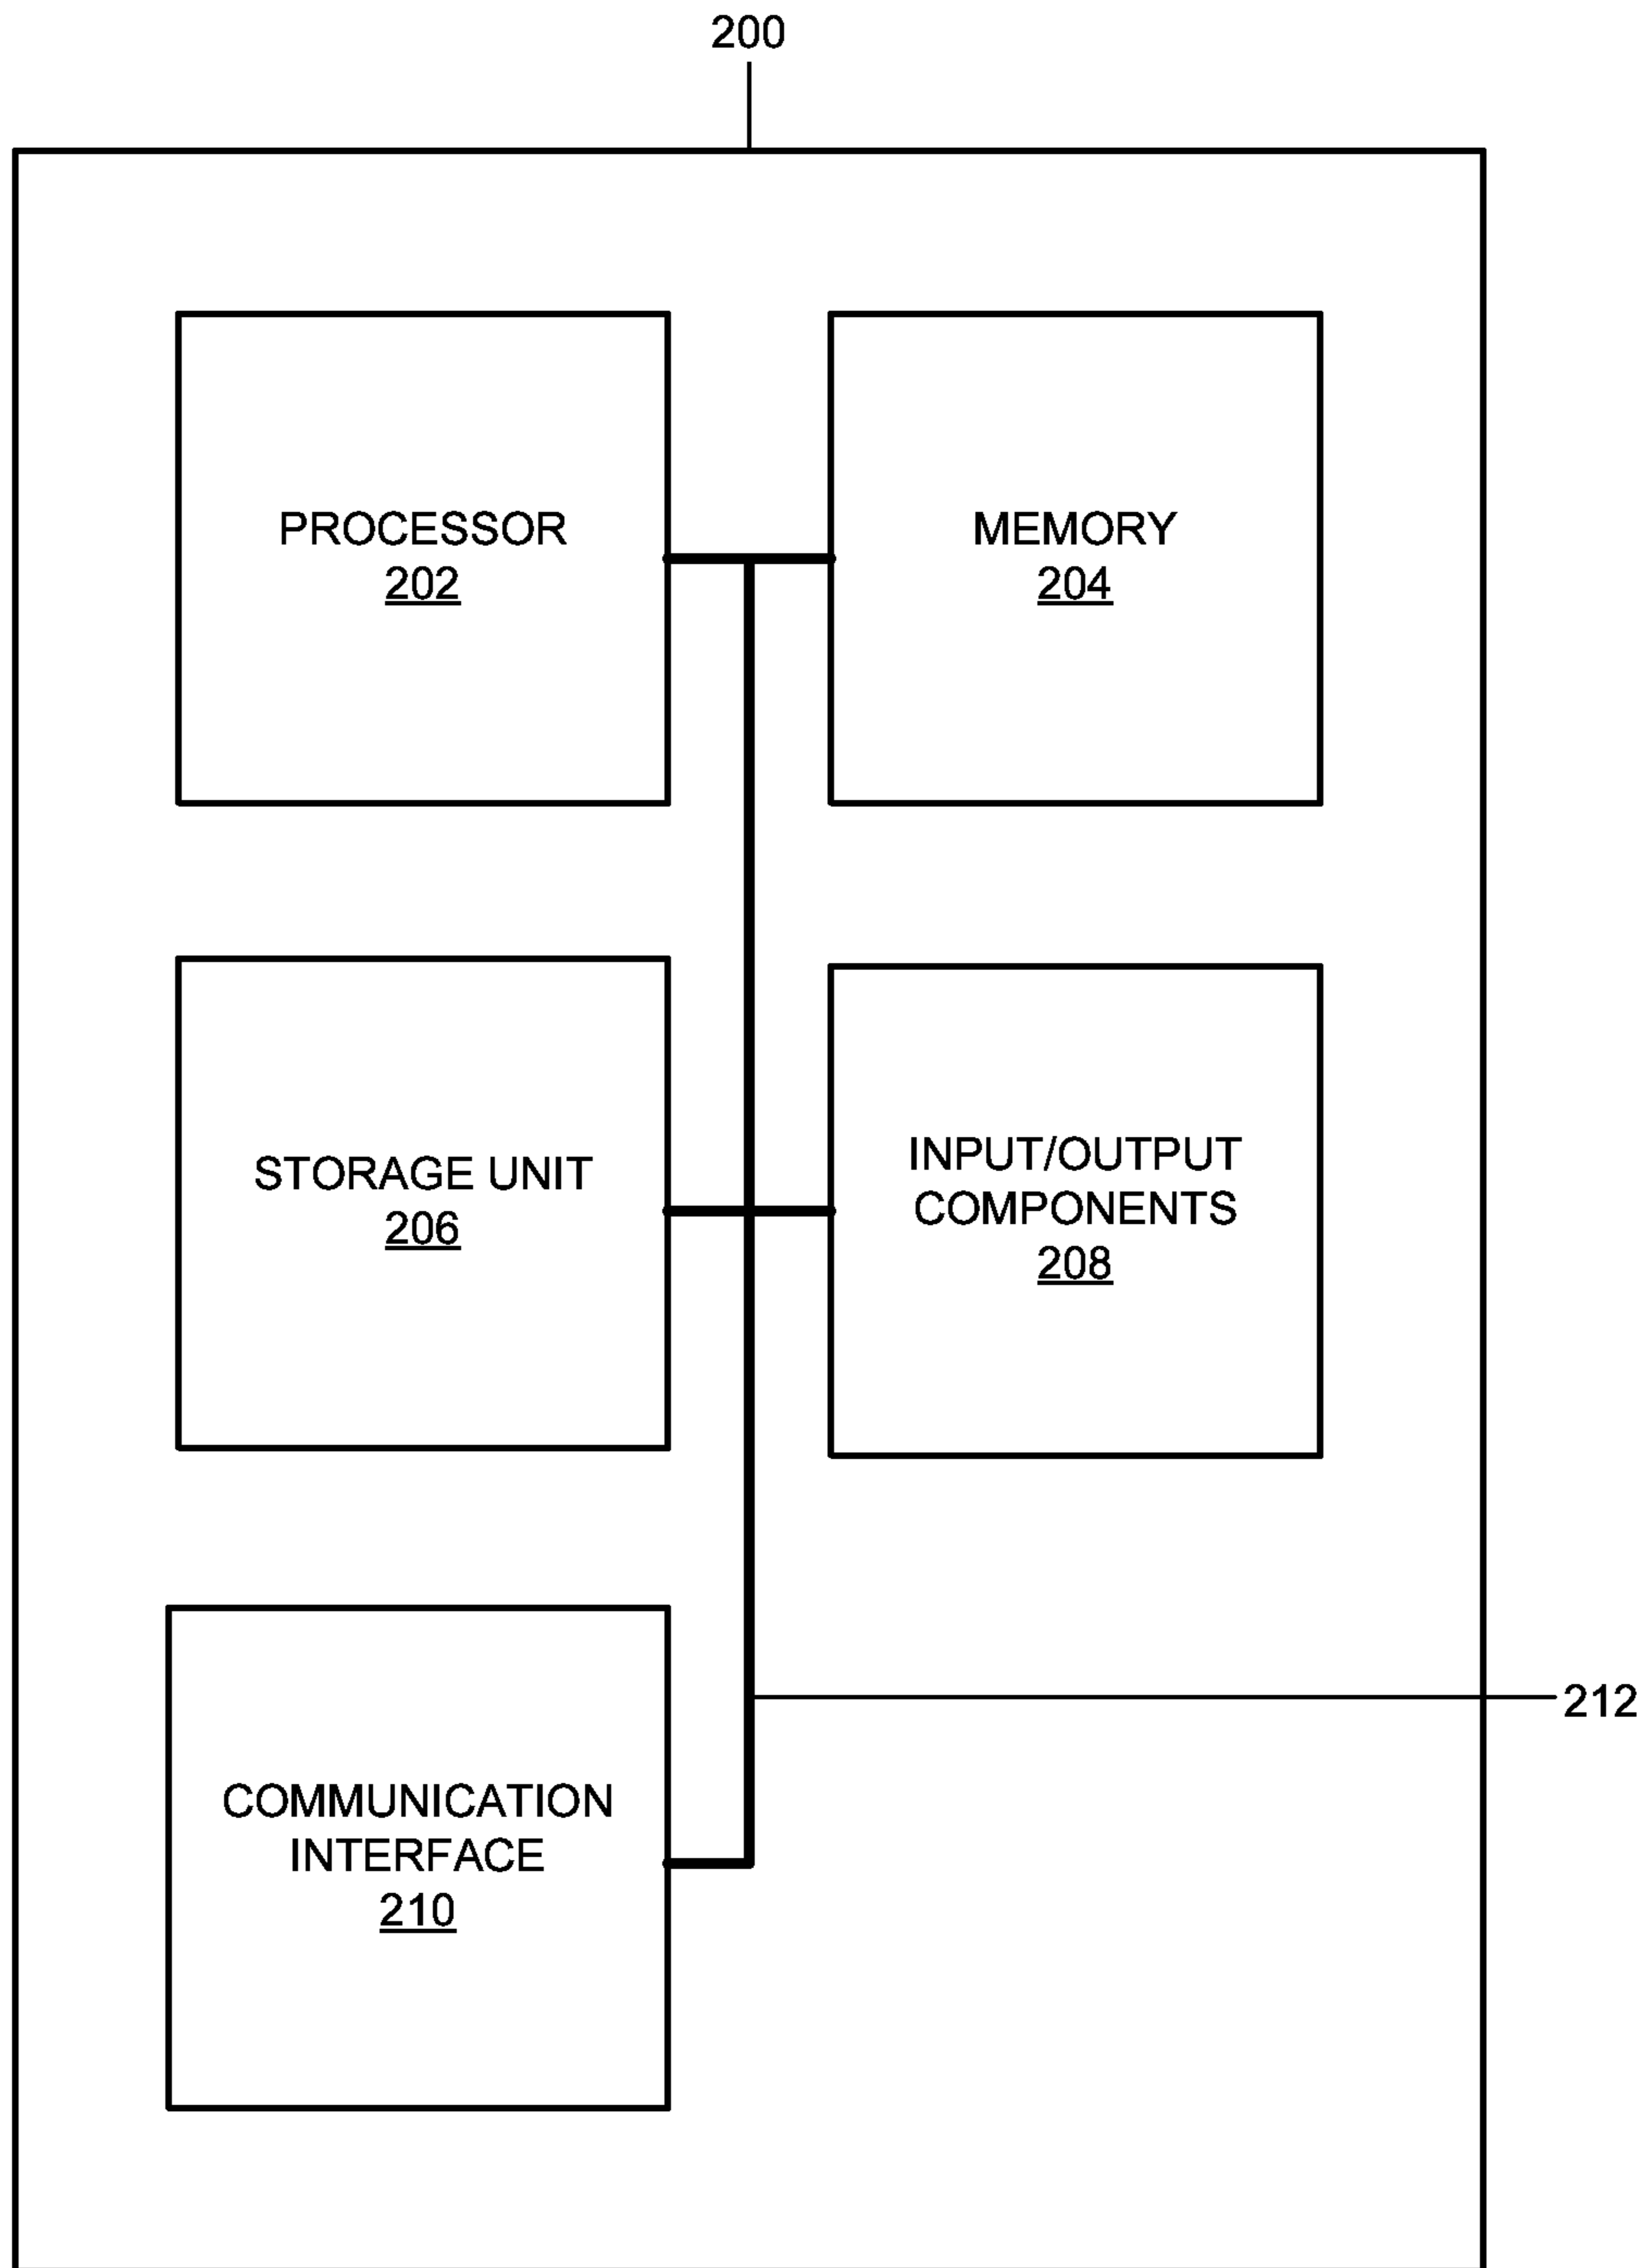 200
PROCESSOR
202
MEMORY
204
STORAGE UNIT
206
INPUT/OUTPUT
COMPONENTS
208
212
COMMUNICATION
INTERFACE
210